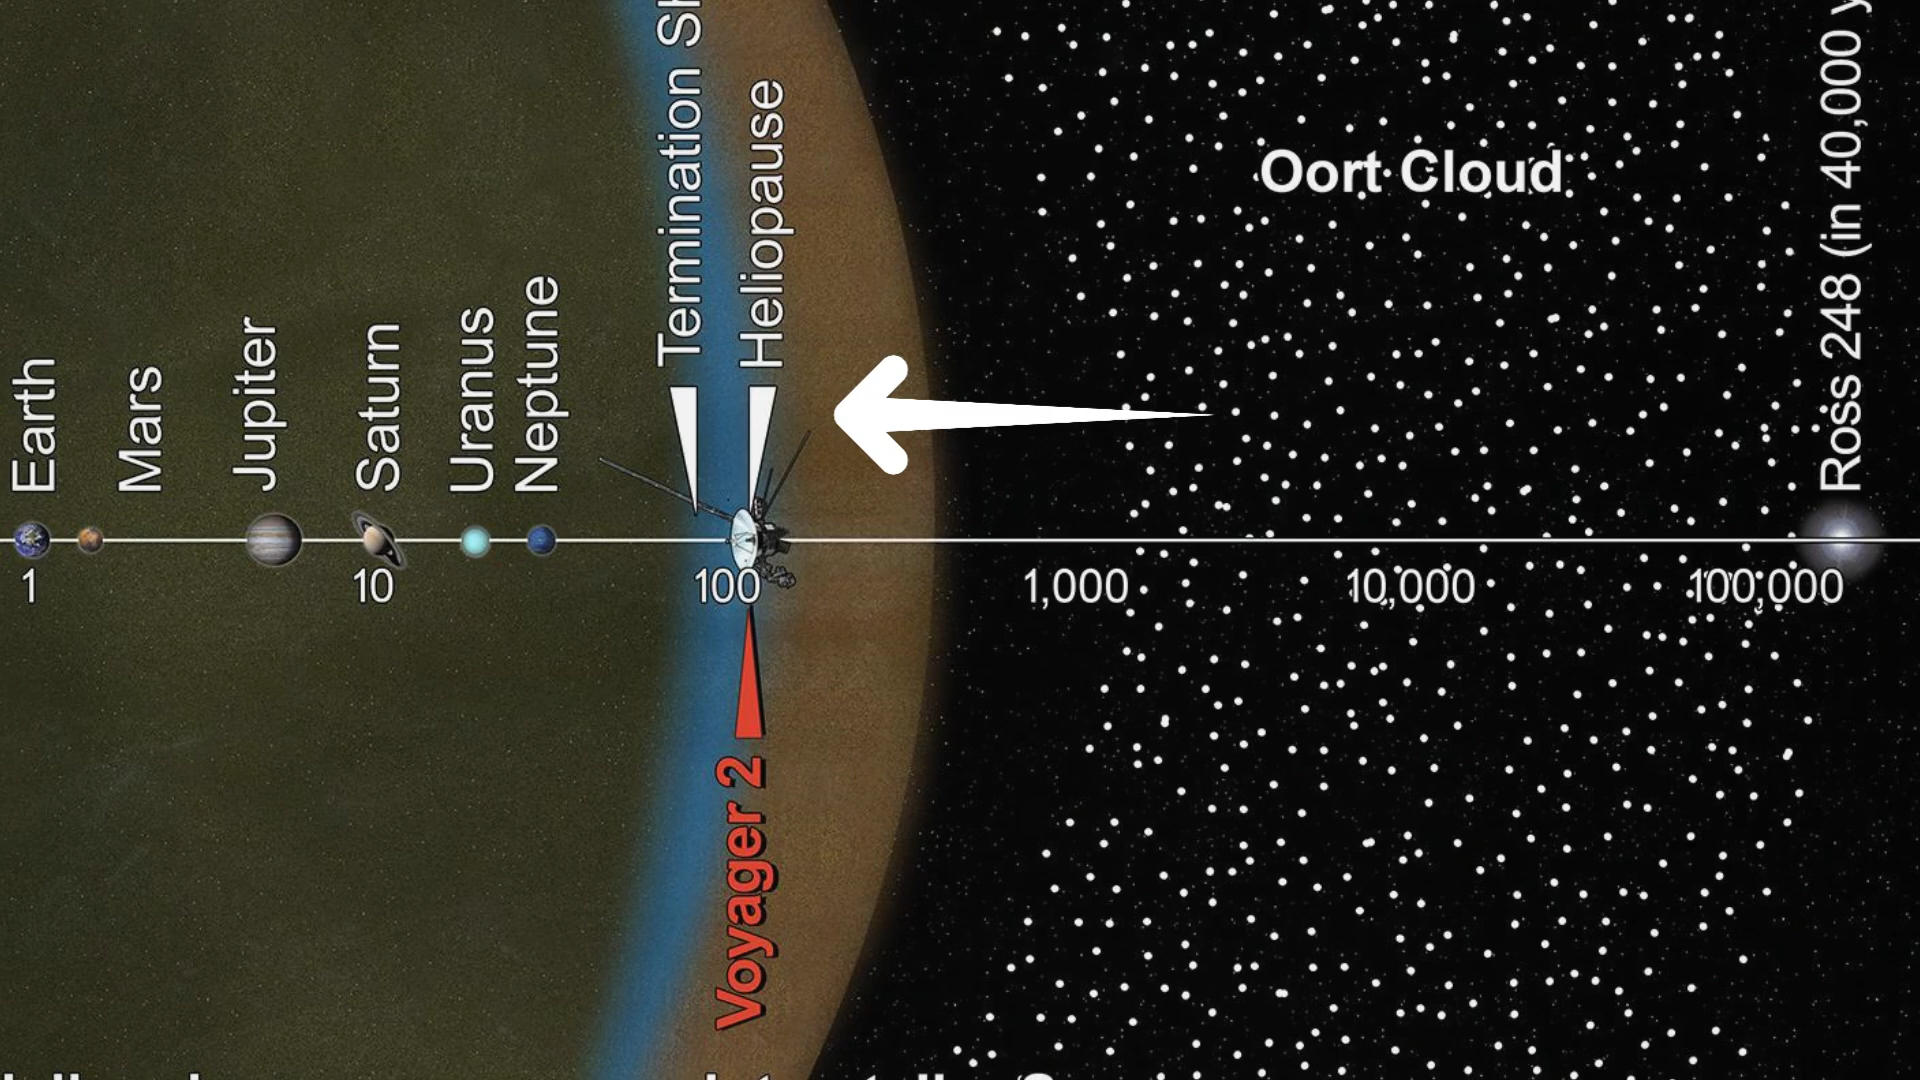 Earth
Mars
Jupiter
Saturn
Uranus
Neptune
Termination
Heliopause
Oort Cloud
Ross 248 (in 40,000
1
10
100
1,000
10,000
100,000
Voyager 2